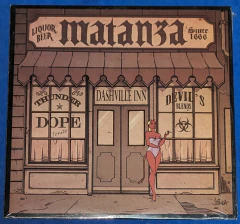 LIQUOR
BEER
matanza
Since
1666
THUNDER
DOPE
DASHVILLE INN
DEVIL'S
BLENDS